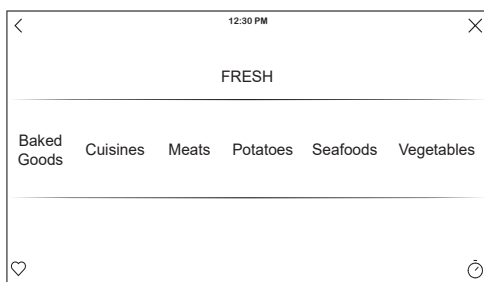 12:30 PM
FRESH
Baked
Goods
Cuisines
Meats
Potatoes
Seafoods
Vegetables